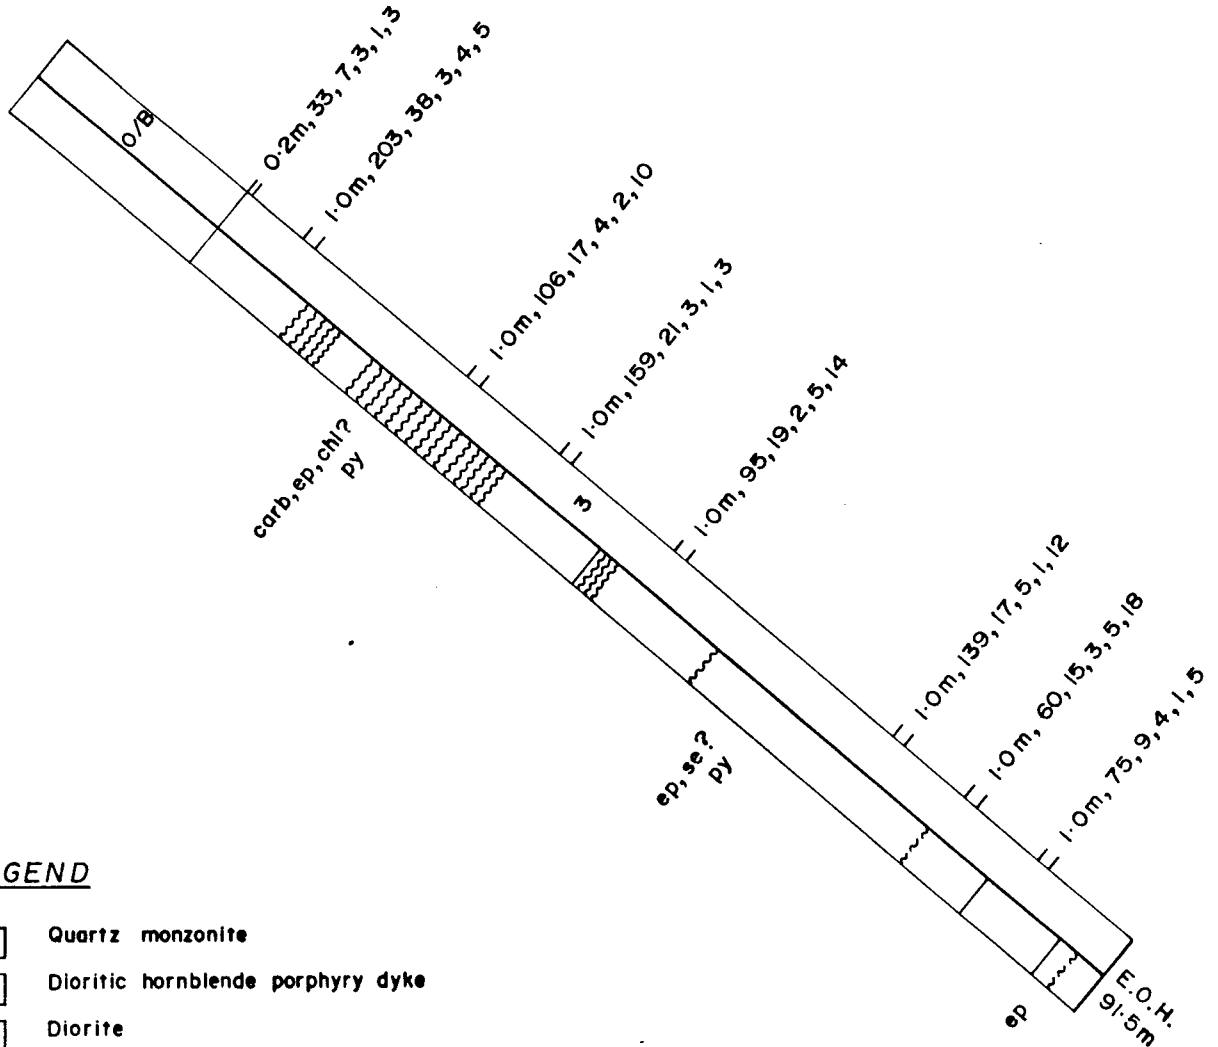 O/B
0·2m, 33, 7, 3, 1, 3
1·0m, 203, 38, 3, 4, 5
1·0m, 106, 17, 4, 2, 10
1·0m, 159, 21, 3, 1, 3
1·0m, 95, 19, 2, 5, 14
1·0m, 139, 17, 5, 1, 12
1·0m, 60, 15, 3, 5, 18
1·0m, 75, 9, 4, 1, 5
3
carb, ep, chl?
py
ep, se?
py
ep
E.O.H.
91·5m
GEND
Quartz monzonite
Dioritic hornblende porphyry dyke
Diorite